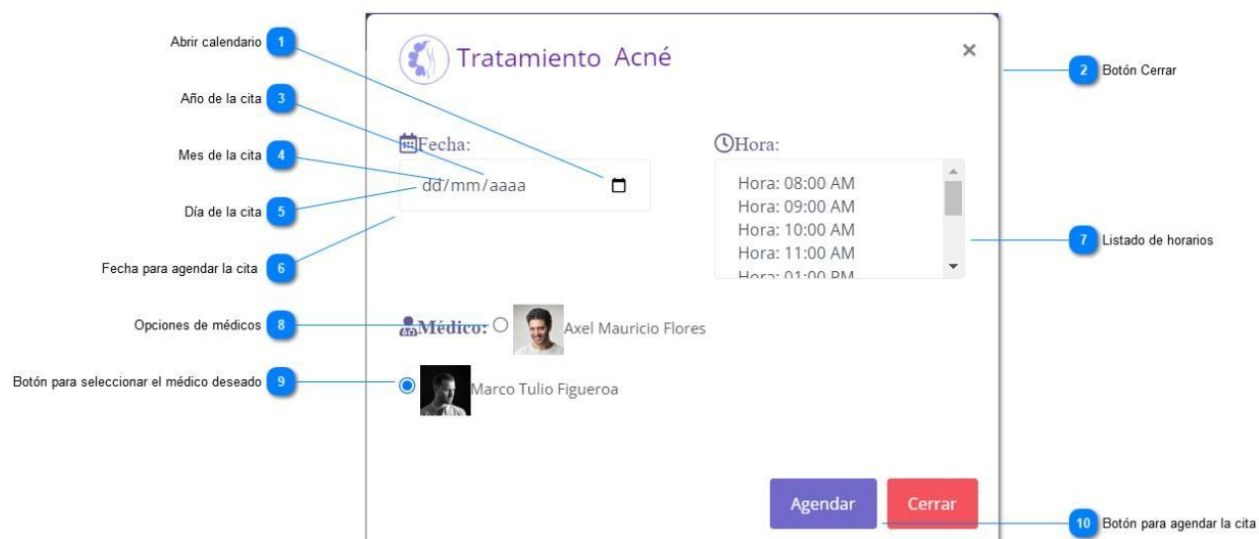 Abrir calendario 1
Tratamiento Acné
×
2 Botón Cerrar
Año de la cita 3
Fecha:
Hora:
Mes de la cita 4
dd/mm/aaaa
Hora: 08:00 AM
Hora: 09:00 AM
Hora: 10:00 AM
Hora: 11:00 AM
Hora: 01:00 PM
Día de la cita 5
7 Listado de horarios
Fecha para agendar la cita 6
Opciones de médicos 8
Médico:
Axel Mauricio Flores
Botón para seleccionar el médico deseado 9
Marco Tulio Figueroa
Agendar
Cerrar
10 Botón para agendar la cita